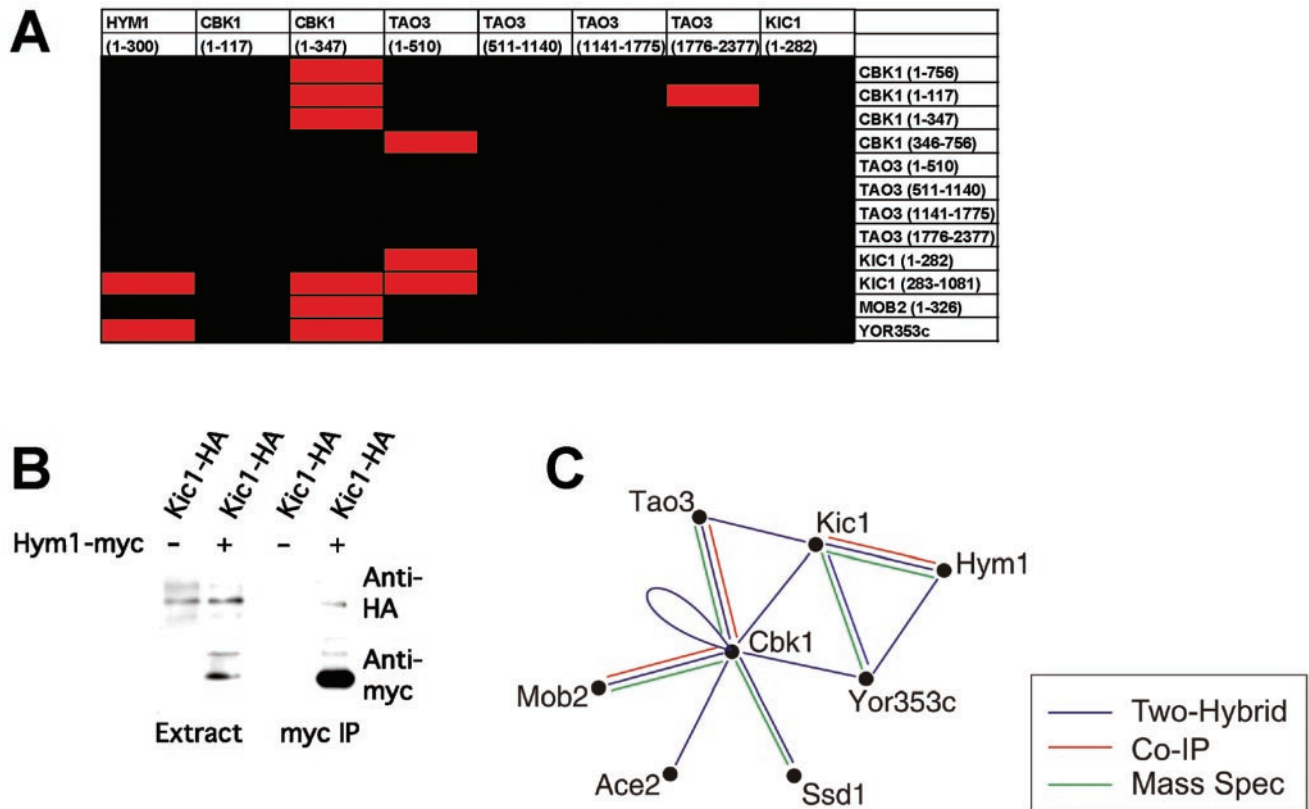 A
HYM1 CBK1 CBK1 TAO3 TAO3 TAO3 TAO3 KIC1
(1-300) (1-117) (1-347) (1-510) (511-1140) (1141-1775) (1776-2377) (1-282)
CBK1 (1-756)
CBK1 (1-117)
CBK1 (1-347)
CBK1 (346-756)
TAO3 (1-510)
TAO3 (511-1140)
TAO3 (1141-1775)
TAO3 (1776-2377)
KIC1 (1-282)
KIC1 (283-1081)
MOB2 (1-326)
YOR353c
B
Kic1-HA Kic1-HA Kic1-HA Kic1-HA
Hym1-myc - + - +
Anti-
HA
Anti-
myc
Extract myc IP
C
Tao3
Kic1
Hym1
Cbk1
Mob2
Yor353c
Ace2
Ssd1
Two-Hybrid
Co-IP
Mass Spec